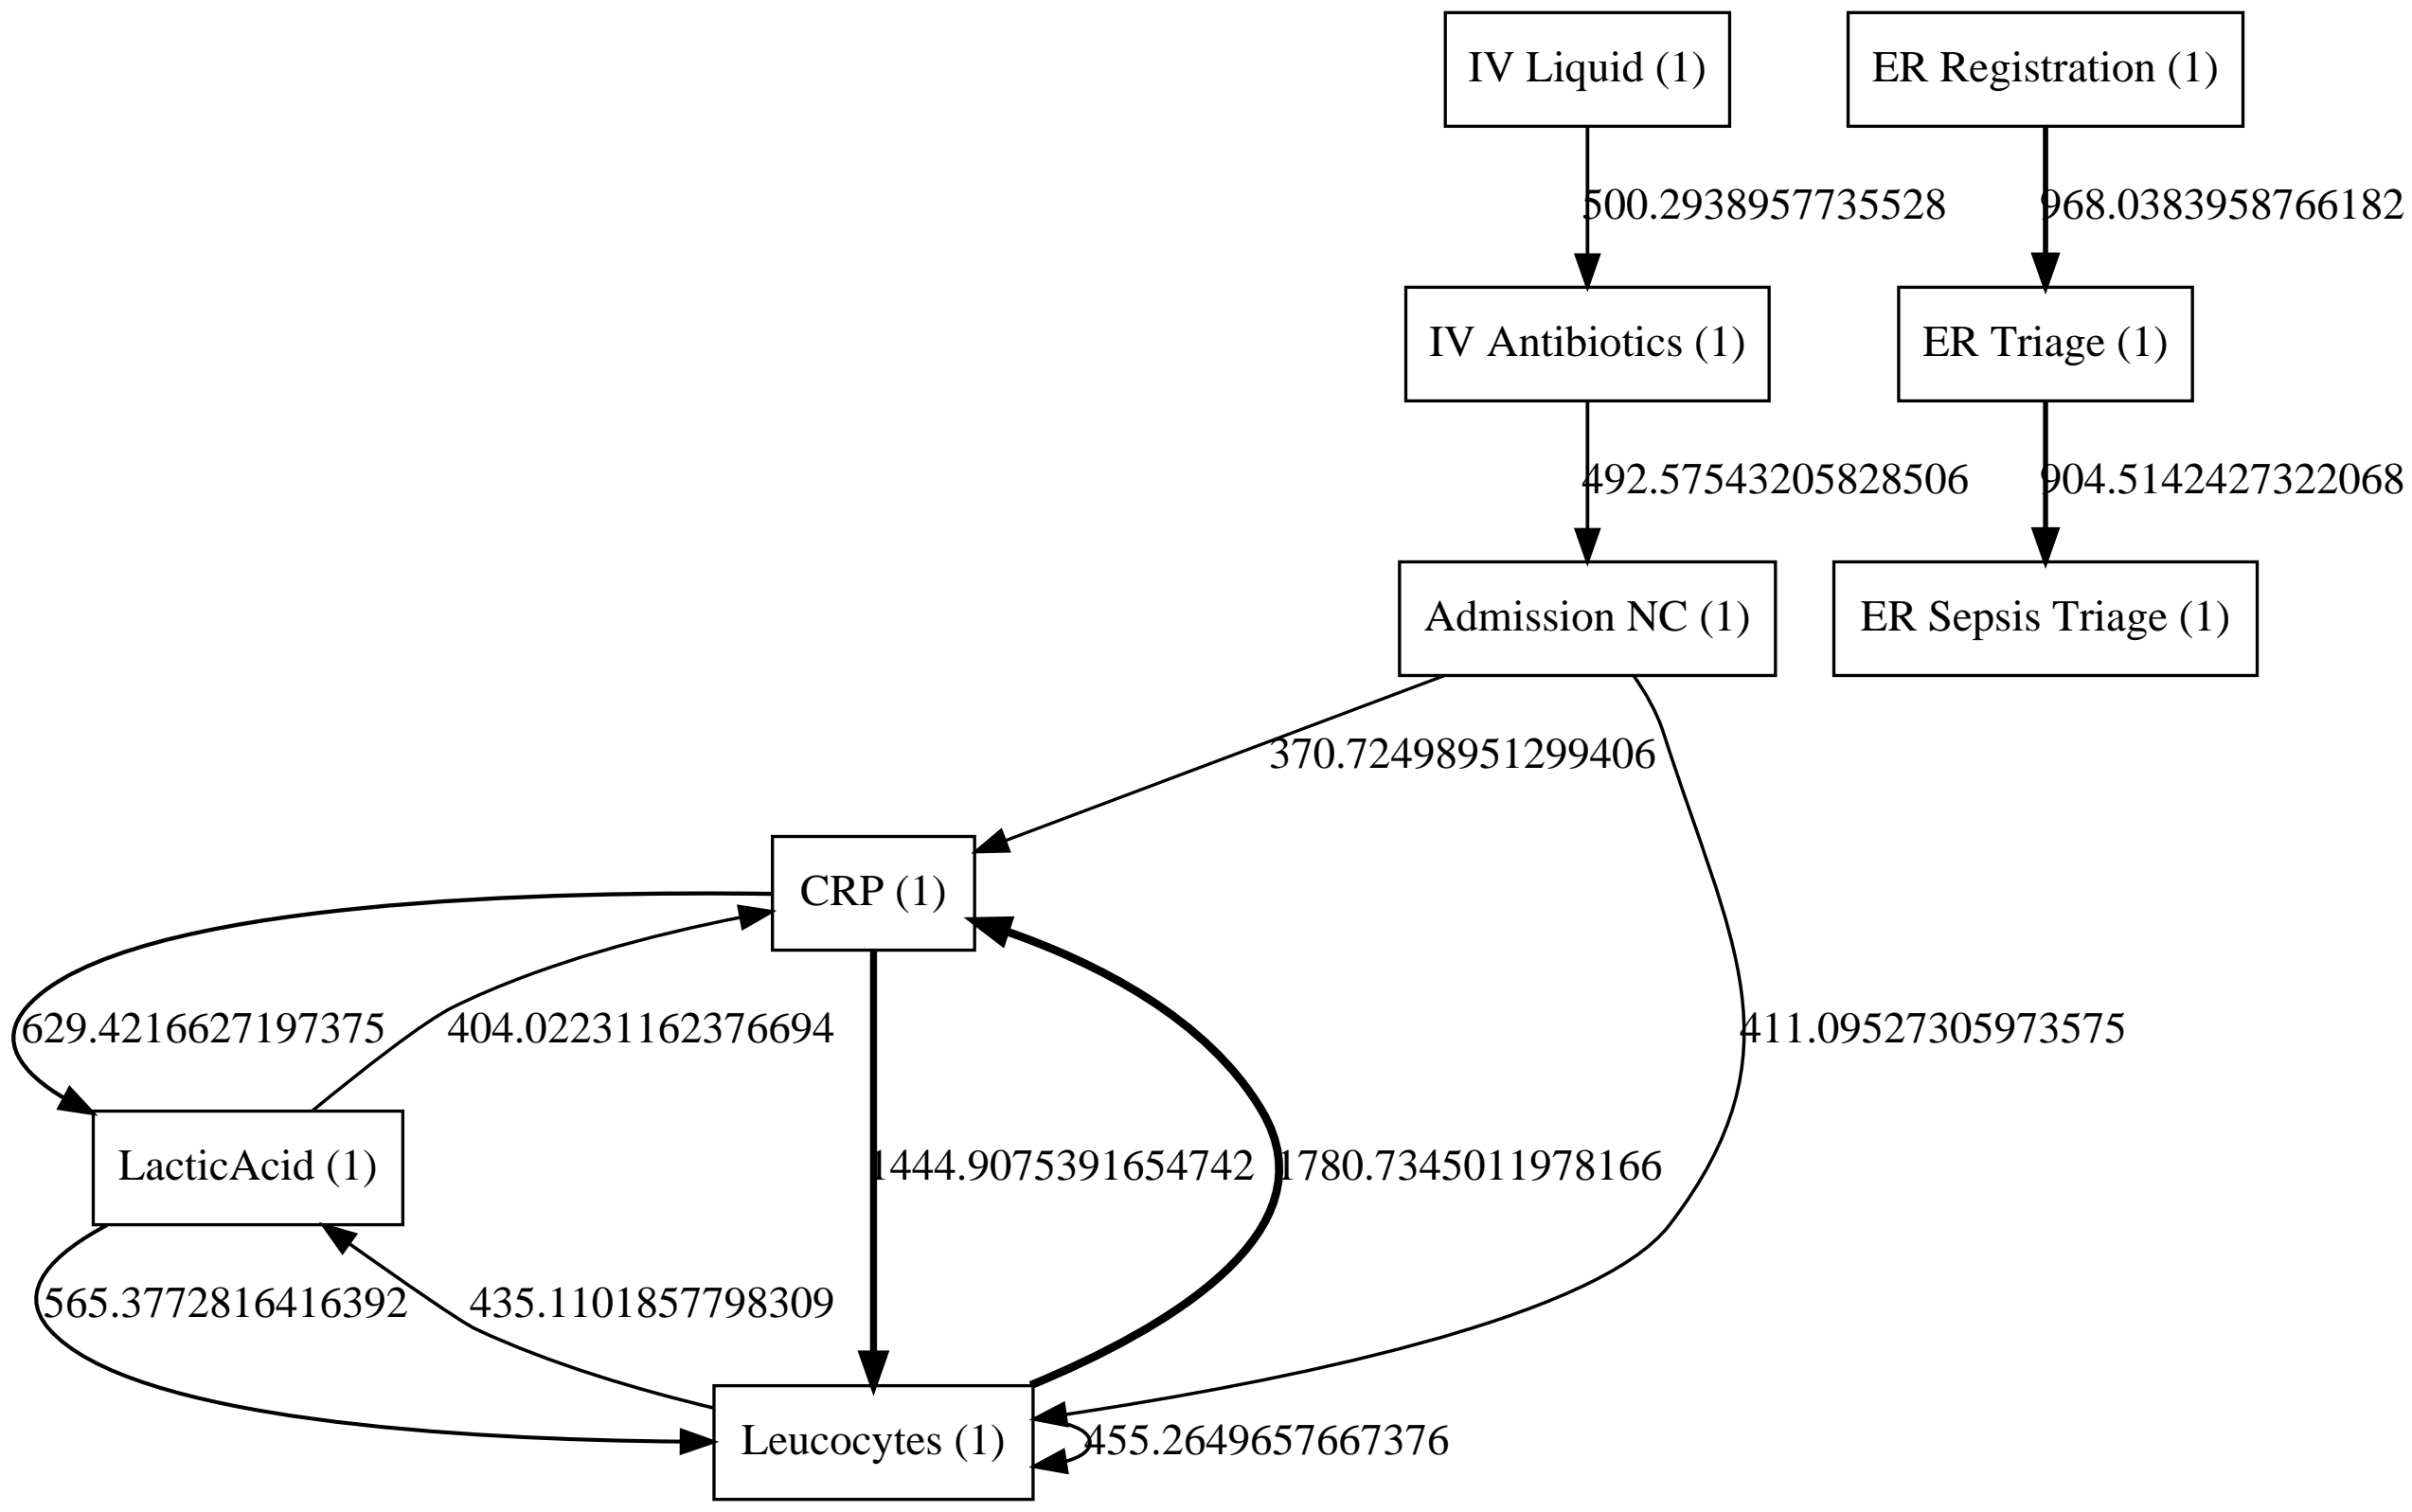 IV Liquid (1)
ER Registration (1)
500.2938957735528
968.0383958766182
IV Antibiotics (1)
ER Triage (1)
492.57543205828506
904.5142427322068
Admission NC (1)
ER Sepsis Triage (1)
370.72498951299406
CRP (1)
629.4216627197375
404.02231162376694
411.09527305973575
LacticAcid (1)
1444.9075391654742
1780.7345011978166
565.3772816416392
435.1101857798309
Leucocytes (1)
455.2649657667376